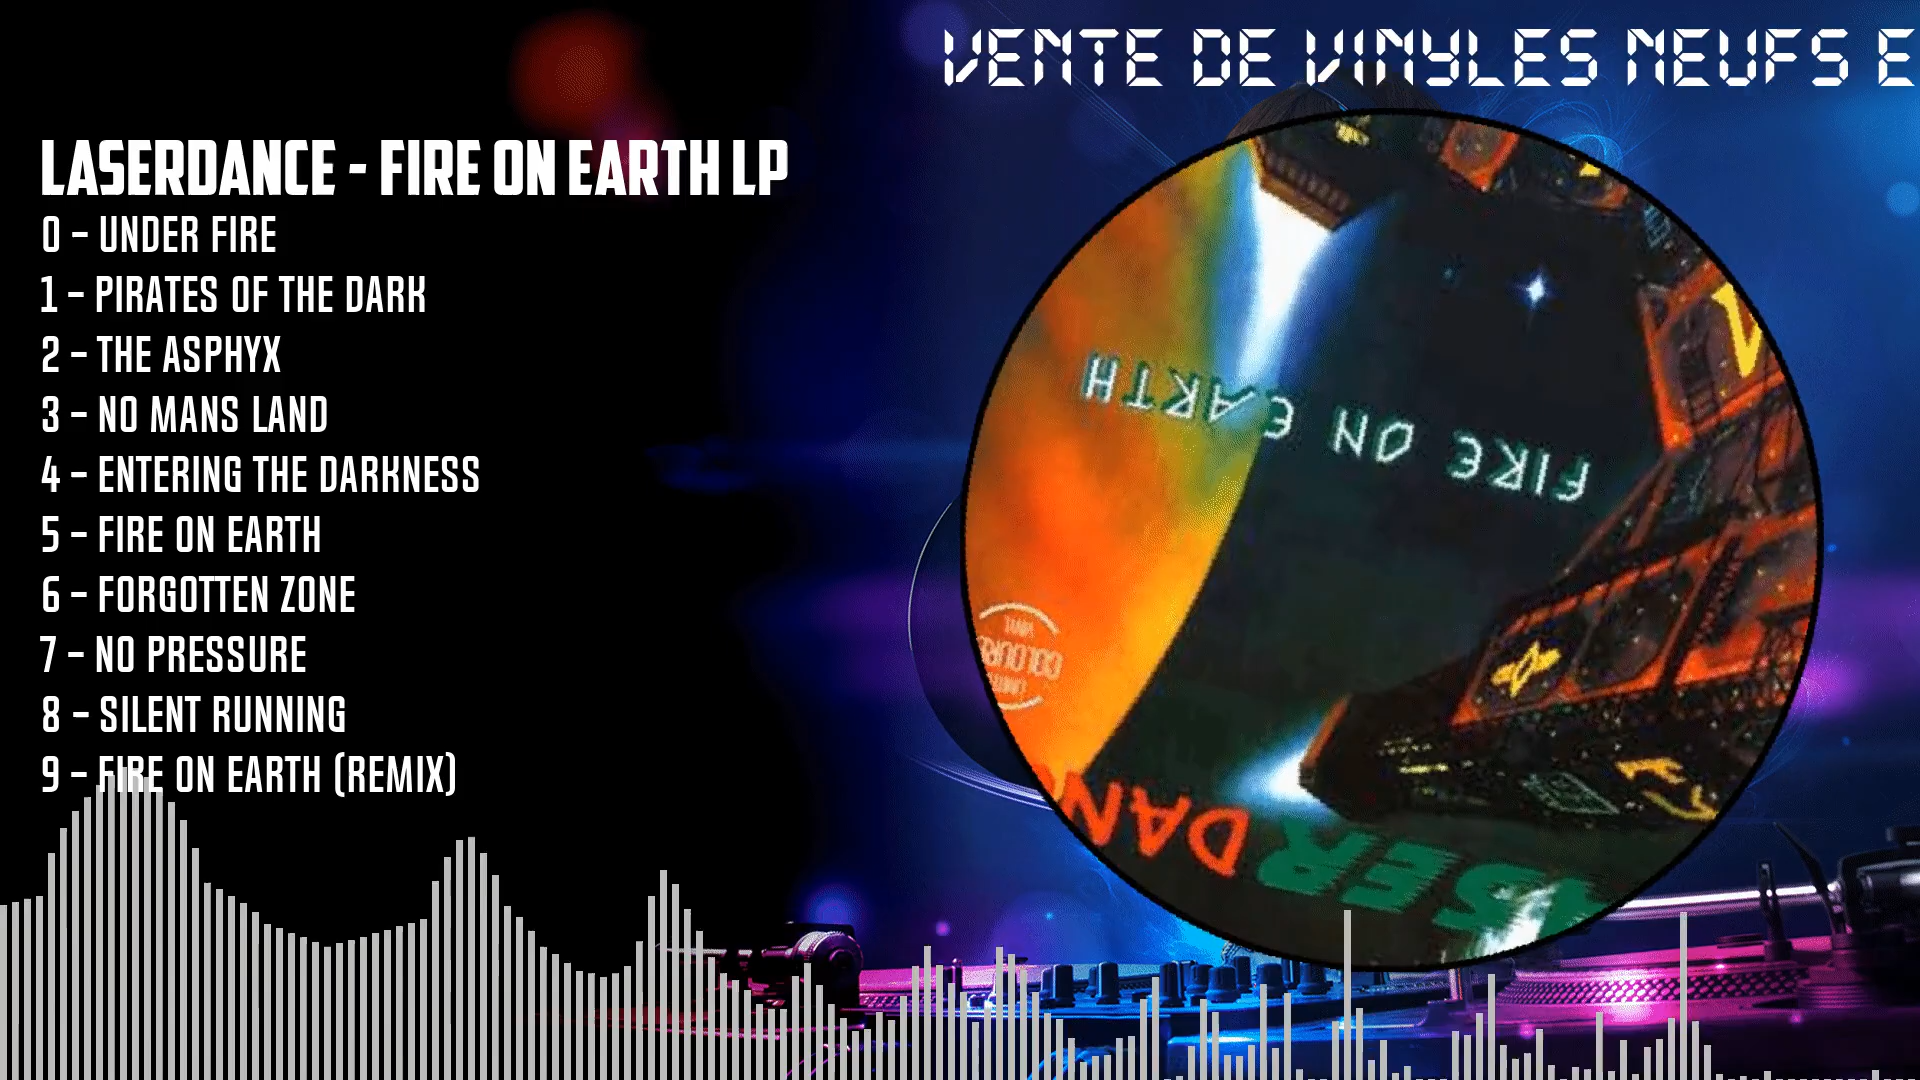 VENTE DE VINYLES NEUFS E
LASERDANCE - FIRE ON EARTH LP
0 - UNDER FIRE
1 - PIRATES OF THE DARK
2 - THE ASPHYX
3 - NO MANS LAND
4 - ENTERING THE DARKNESS
5 - FIRE ON EARTH
6 - FORGOTTEN ZONE
7 - NO PRESSURE
8 - SILENT RUNNING
9 - FIRE ON EARTH (REMIX)
FIRE ON EARTH
SER DAN